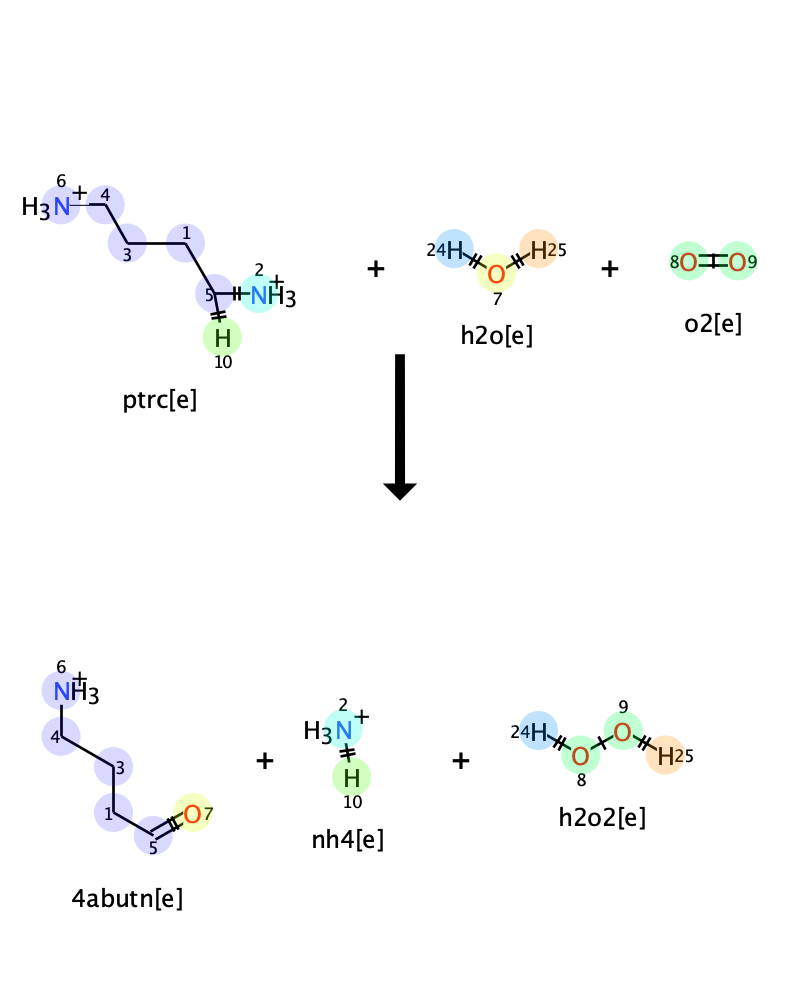 6
H3N+
4
3
1
5
2
NH3+
H
10
ptrc[e]
+
24H
O
7
H25
h2o[e]
+
8O
O9
o2[e]
6
NH3+
4
3
1
5
O7
4abutn[e]
+
2
H3N+
H
10
nh4[e]
+
24H
O
8
9
O
H25
h2o2[e]